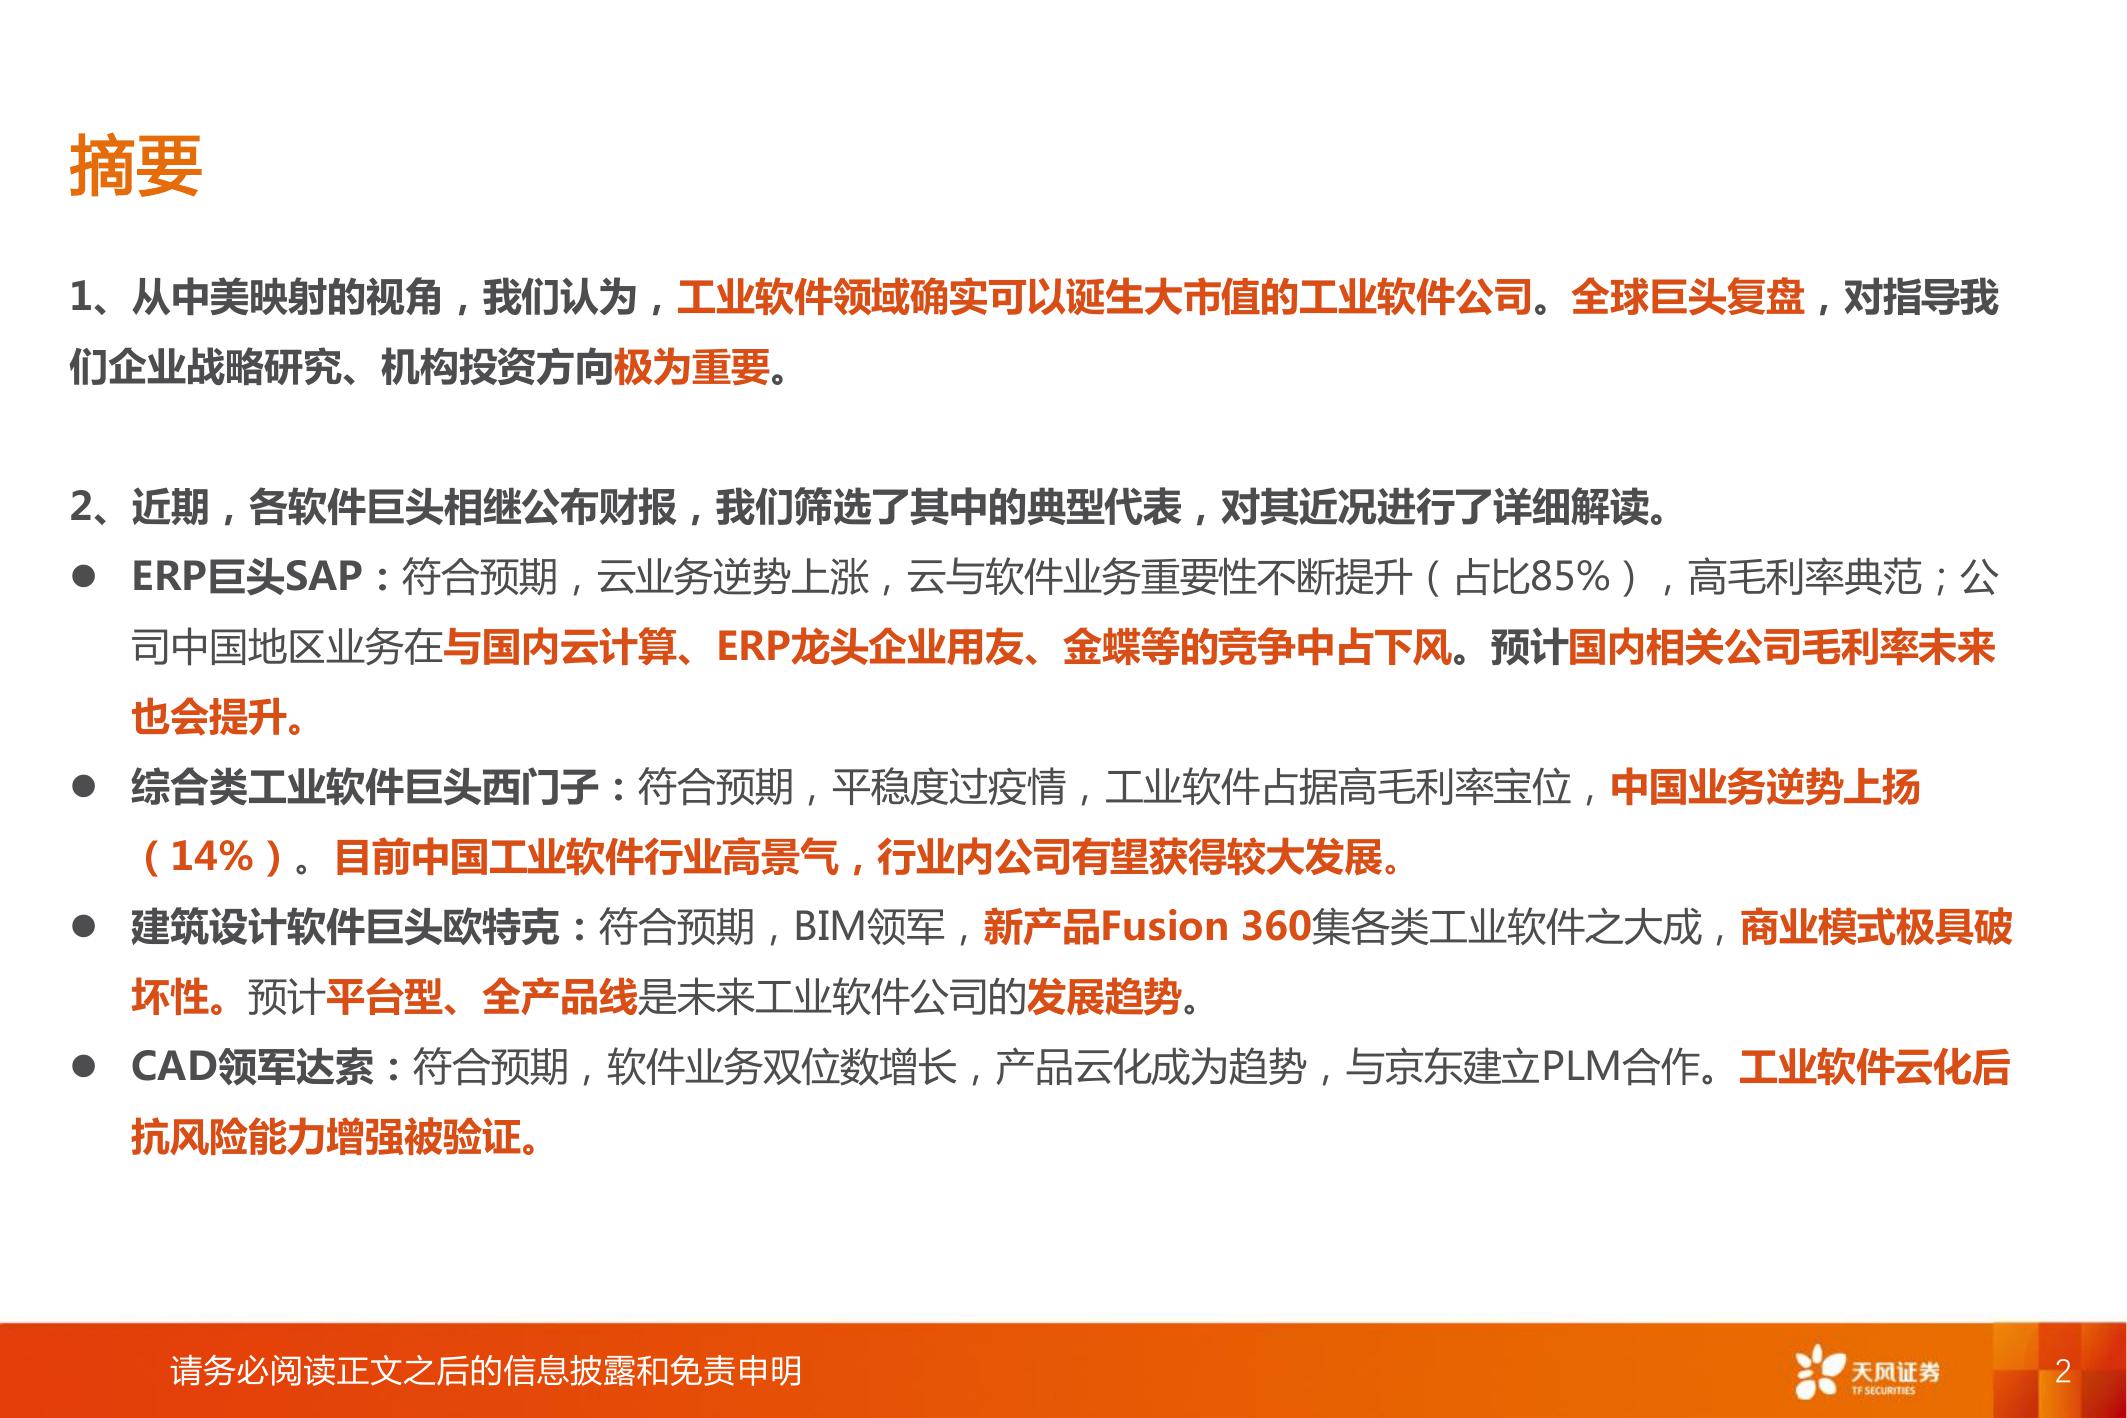 摘要
1、从中美映射的视角，我们认为，工业软件领域确实可以诞生大市值的工业软件公司。全球巨头复盘，对指导我
们企业战略研究、机构投资方向极为重要。
2、近期，各软件巨头相继公布财报，我们筛选了其中的典型代表，对其近况进行了详细解读。
● ERP巨头SAP：符合预期，云业务逆势上涨，云与软件业务重要性不断提升（占比85%），高毛利率典范；公
司中国地区业务在与国内云计算、ERP龙头企业用友、金蝶等的竞争中占下风。预计国内相关公司毛利率未来
也会提升。
● 综合类工业软件巨头西门子：符合预期，平稳度过疫情，工业软件占据高毛利率宝位，中国业务逆势上扬
（14%）。目前中国工业软件行业高景气，行业内公司有望获得较大发展。
● 建筑设计软件巨头欧特克：符合预期，BIM领军，新产品Fusion 360集各类工业软件之大成，商业模式极具破
坏性。预计平台型、全产品线是未来工业软件公司的发展趋势。
● CAD领军达索：符合预期，软件业务双位数增长，产品云化成为趋势，与京东建立PLM合作。工业软件云化后
抗风险能力增强被验证。
请务必阅读正文之后的信息披露和免责申明
天风证券
TF SECURITIES
2